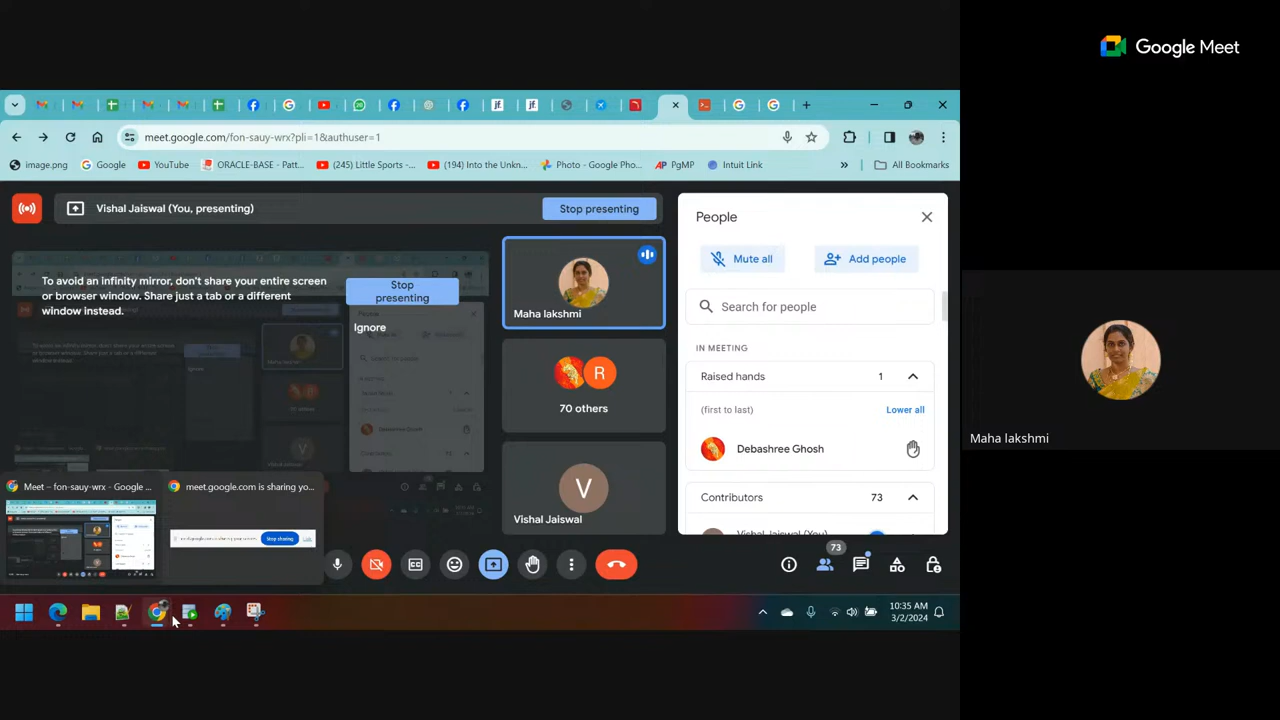 Google Meet
meet.google.com/fon-sauy-wrx?pli=1&authuser=1
image.png
Google
YouTube
ORACLE-BASE - Patt...
(245) Little Sports -...
(194) Into the Unkn...
Photo - Google Pho...
AP PgMP
Intuit Link
»
All Bookmarks
Vishal Jaiswal (You, presenting)
Stop presenting
To avoid an infinity mirror, don't share your entire screen
or browser window. Share just a tab or a different
window instead.
Stop
presenting
Ignore
Maha lakshmi
R
70 others
V
Vishal Jaiswal
People
Mute all
Add people
Search for people
IN MEETING
Raised hands 1
(first to last) Lower all
Debashree Ghosh
Contributors 73
Vishal Jaiswal (You)
Maha lakshmi
Meet – fon-sauy-wrx - Google ...
meet.google.com is sharing yo...
Stop sharing
73
10:35 AM
3/2/2024